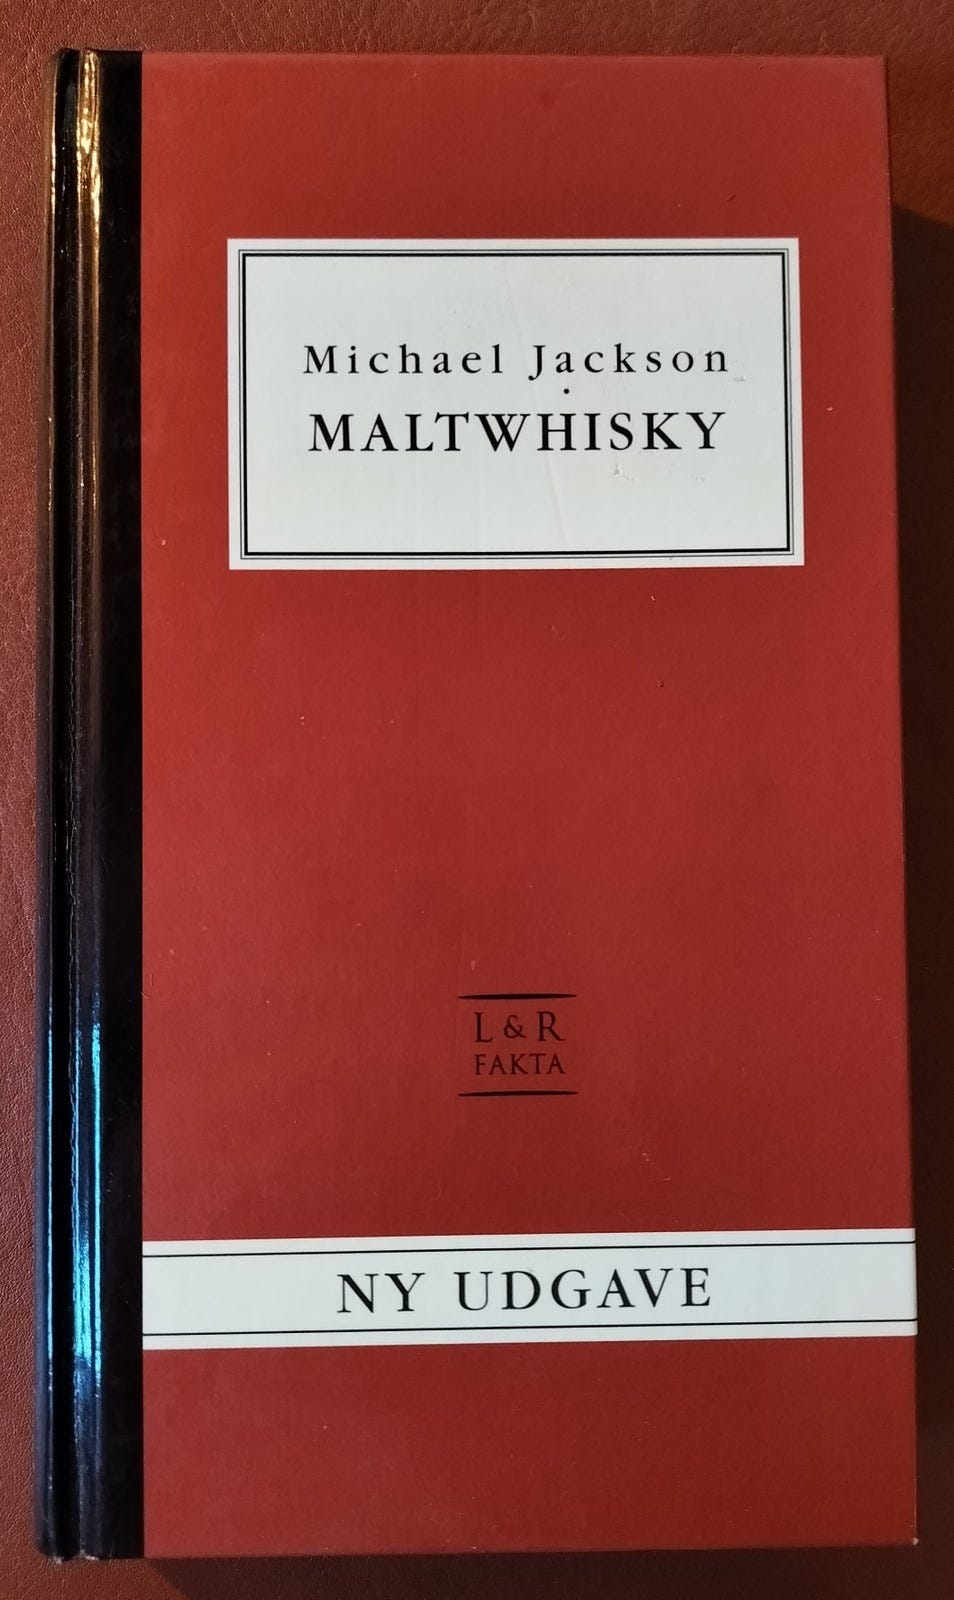 Michael Jackson
·
MALTWHISKY
L & R
FAKTA
NY UDGAVE